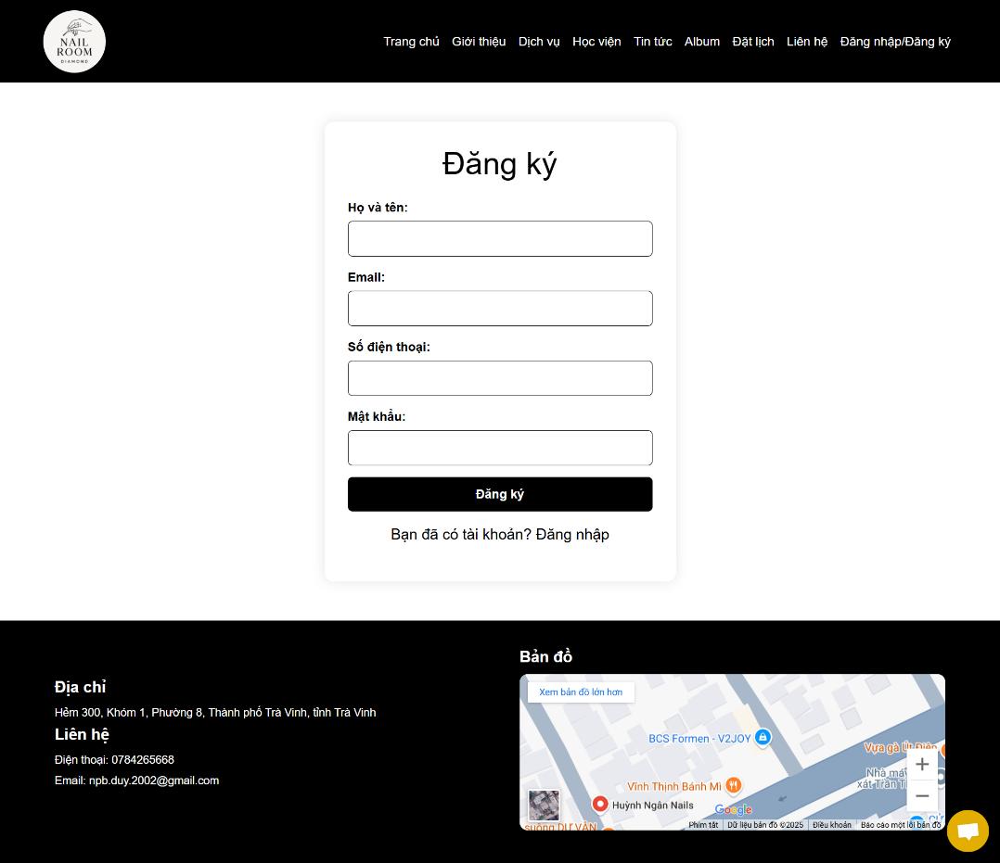 NAIL
ROOM
DIAMOND
Trang chủ Giới thiệu Dịch vụ Học viện Tin tức Album Đặt lịch Liên hệ Đăng nhập/Đăng ký
Đăng ký
Họ và tên:
Email:
Số điện thoại:
Mật khẩu:
Đăng ký
Bạn đã có tài khoản? Đăng nhập
Địa chỉ
Hẻm 300, Khóm 1, Phường 8, Thành phố Trà Vinh, tỉnh Trà Vinh
Liên hệ
Điện thoại: 0784265668
Email: npb.duy.2002@gmail.com
Bản đồ
Xem bản đồ lớn hơn
BCS Formen - V2JOY
Vựa gà Út Điện
Nhà máy
xát Trần T
Vĩnh Thịnh Bánh Mì
Huỳnh Ngân Nails
Google
suông DƯ VÂN
Phím tắt Dữ liệu bản đồ ©2025 Điều khoản Báo cáo một lỗi bản đồ